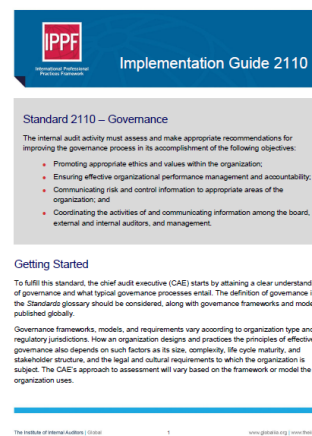 IPPF
International Professional
Practices Framework
Implementation Guide 2110
Standard 2110 – Governance
The internal audit activity must assess and make appropriate recommendations for
improving the governance process in its accomplishment of the following objectives:
• Promoting appropriate ethics and values within the organization;
• Ensuring effective organizational performance management and accountability;
• Communicating risk and control information to appropriate areas of the
organization; and
• Coordinating the activities of and communicating information among the board,
external and internal auditors, and management.
Getting Started
To fulfill this standard, the chief audit executive (CAE) starts by attaining a clear understand
of governance and what typical governance processes entail. The definition of governance i
the Standards glossary should be considered, along with governance frameworks and mode
published globally.
Governance frameworks, models, and requirements vary according to organization type and
regulatory jurisdictions. How an organization designs and practices the principles of effective
governance also depends on such factors as its size, complexity, life cycle maturity, and
stakeholder structure, and the legal and cultural requirements to which the organization is
subject. The CAE's approach to assessment will vary based on the framework or model the
organization uses.
The Institute of Internal Auditors | Global 1 www.globaliia.org | www.theii